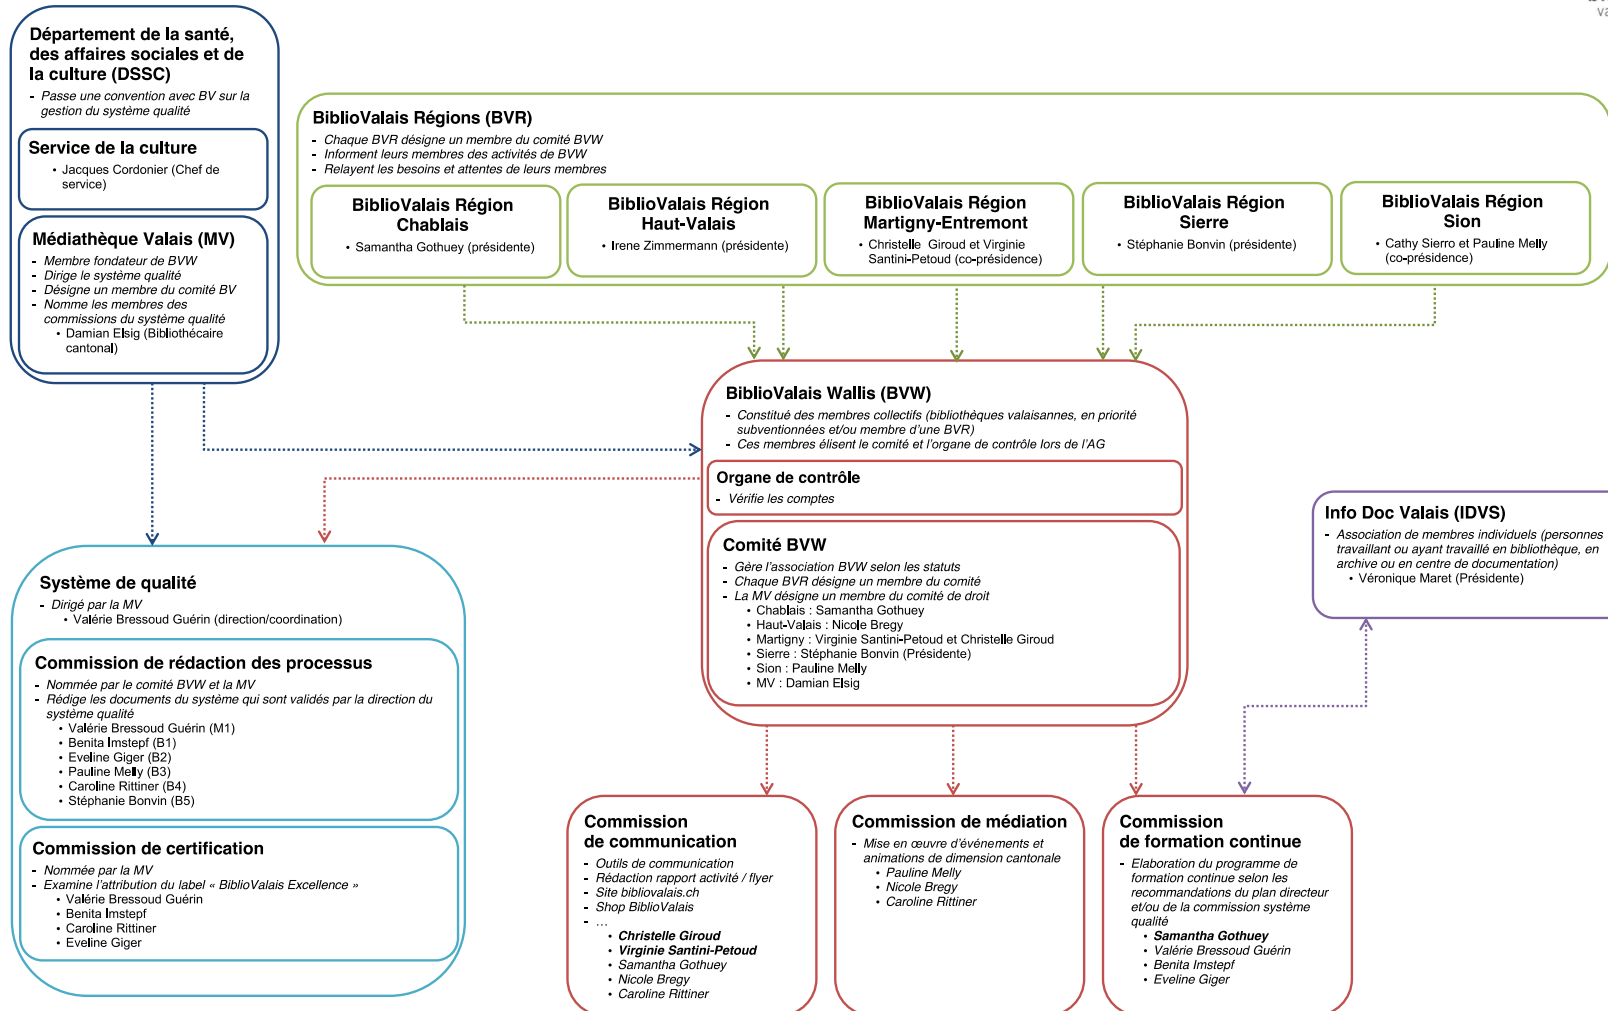 Département de la santé,
des affaires sociales et de
la culture (DSSC)
- Passe une convention avec BV sur la
gestion du système qualité
Service de la culture
• Jacques Cordonier (Chef de
service)
Médiathèque Valais (MV)
- Membre fondateur de BVW
- Dirige le système qualité
- Désigne un membre du comité BV
- Nomme les membres des
commissions du système qualité
• Damian Elsig (Bibliothécaire
cantonal)
BiblioValais Régions (BVR)
- Chaque BVR désigne un membre du comité BVW
- Informent leurs membres des activités de BVW
- Relayent les besoins et attentes de leurs membres
BiblioValais Région
Chablais
• Samantha Gothuey (présidente)
BiblioValais Région
Haut-Valais
• Irene Zimmermann (présidente)
BiblioValais Région
Martigny-Entremont
• Christelle Giroud et Virginie
Santini-Petoud (co-présidence)
BiblioValais Région
Sierre
• Stéphanie Bonvin (présidente)
BiblioValais Région
Sion
• Cathy Sierro et Pauline Melly
(co-présidence)
BiblioValais Wallis (BVW)
- Constitué des membres collectifs (bibliothèques valaisannes, en priorité
subventionnées et/ou membre d'une BVR)
- Ces membres élisent le comité et l'organe de contrôle lors de l'AG
Organe de contrôle
- Vérifie les comptes
Comité BVW
- Gère l'association BVW selon les statuts
- Chaque BVR désigne un membre du comité
- La MV désigne un membre du comité de droit
• Chablais : Samantha Gothuey
• Haut-Valais : Nicole Bregy
• Martigny : Virginie Santini-Petoud et Christelle Giroud
• Sierre : Stéphanie Bonvin (Présidente)
• Sion : Pauline Melly
• MV : Damian Elsig
Info Doc Valais (IDVS)
- Association de membres individuels (personnes
travaillant ou ayant travaillé en bibliothèque, en
archive ou en centre de documentation)
• Véronique Maret (Présidente)
Système de qualité
- Dirigé par la MV
• Valérie Bressoud Guérin (direction/coordination)
Commission de rédaction des processus
- Nommée par le comité BVW et la MV
- Rédige les documents du système qui sont validés par la direction du
système qualité
• Valérie Bressoud Guérin (M1)
• Benita Imstepf (B1)
• Eveline Giger (B2)
• Pauline Melly (B3)
• Caroline Rittiner (B4)
• Stéphanie Bonvin (B5)
Commission de certification
- Nommée par la MV
- Examine l'attribution du label « BiblioValais Excellence »
• Valérie Bressoud Guérin
• Benita Imstepf
• Caroline Rittiner
• Eveline Giger
Commission
de communication
- Outils de communication
- Rédaction rapport activité / flyer
- Site bibliovalais.ch
- Shop BiblioValais
- ...
• Christelle Giroud
• Virginie Santini-Petoud
• Samantha Gothuey
• Nicole Bregy
• Caroline Rittiner
Commission de médiation
- Mise en œuvre d'événements et
animations de dimension cantonale
• Pauline Melly
• Nicole Bregy
• Caroline Rittiner
Commission
de formation continue
- Elaboration du programme de
formation continue selon les
recommandations du plan directeur
et/ou de la commission système
qualité
• Samantha Gothuey
• Valérie Bressoud Guérin
• Benita Imstepf
• Eveline Giger